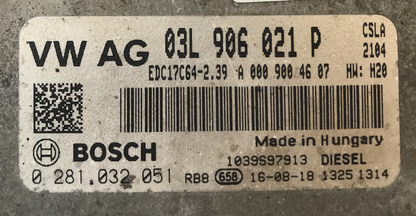 VW AG 03L 906 021 P CSLA
2104
EDC17C64-2.39 A 000 900 46 07 HW: H20
Made in Hungary
BOSCH 1039S97913 DIESEL
0 281 032 051 RB8 658 16-08-18 1325 1314